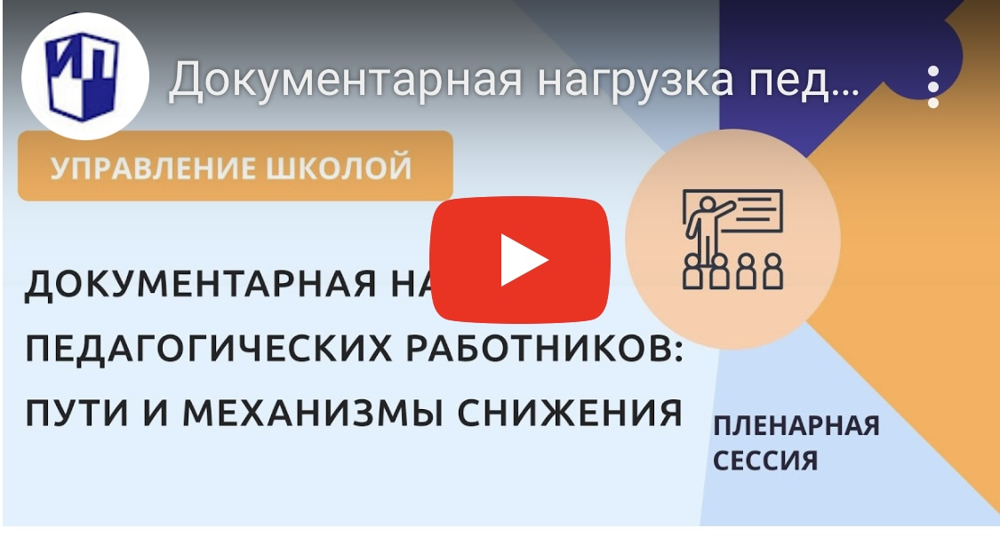 ИП
Документарная нагрузка пед...
УПРАВЛЕНИЕ ШКОЛОЙ
ДОКУМЕНТАРНАЯ НА
ПЕДАГОГИЧЕСКИХ РАБОТНИКОВ:
ПУТИ И МЕХАНИЗМЫ СНИЖЕНИЯ
ПЛЕНАРНАЯ
СЕССИЯ